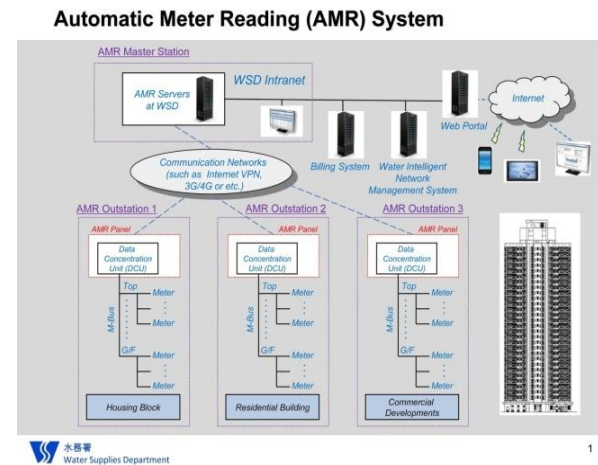 Automatic Meter Reading (AMR) System
AMR Master Station
AMR Servers
at WSD
WSD Intranet
Internet
Web Portal
Billing System
Water Intelligent
Network
Management System
Communication Networks
(such as Internet VPN,
3G/4G or etc.)
AMR Outstation 1
AMR Panel
Data
Concentration
Unit (DCU)
Top
Meter
Meter
M-Bus
G/F
Meter
Meter
Housing Block
AMR Outstation 2
AMR Panel
Data
Concentration
Unit (DCU)
Top
Meter
Meter
M-Bus
G/F
Meter
Meter
Residential Building
AMR Outstation 3
AMR Panel
Data
Concentration
Unit (DCU)
Top
Meter
Meter
M-Bus
G/F
Meter
Meter
Commercial
Developments
水務署
Water Supplies Department
1